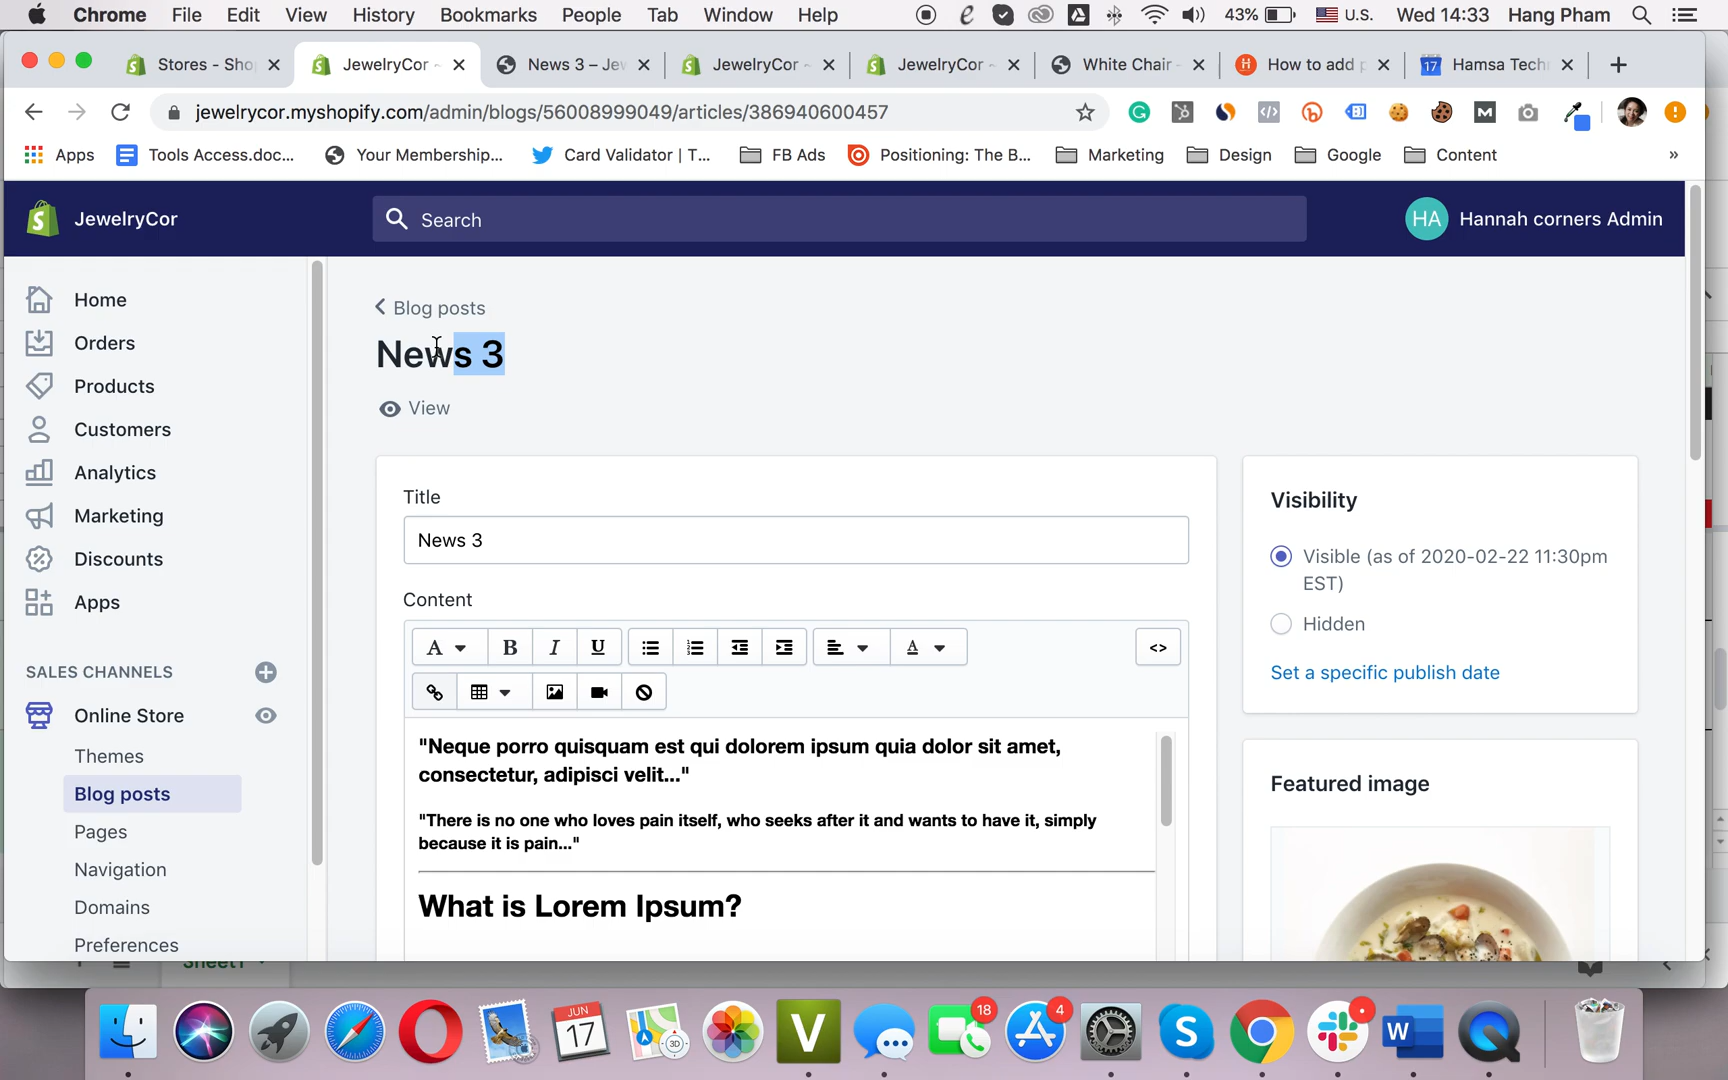 Chrome File Edit View History Bookmarks People Tab Window Help 43% U.S. Wed 14:33 Hang Pham
Stores - Sho JewelryCor ~ News 3 – Jew JewelryCor ~ JewelryCor ~ White Chair – How to add p 17 Hamsa Tech
jewelrycor.myshopify.com/admin/blogs/56008999049/articles/386940600457
Apps Tools Access.doc... Your Membership... Card Validator | T... FB Ads Positioning: The B... Marketing Design Google Content »
JewelryCor Search HA Hannah corners Admin
Home
Orders
Products
Customers
Analytics
Marketing
Discounts
Apps
SALES CHANNELS
Online Store
Themes
Blog posts
Pages
Navigation
Domains
Preferences
Blog posts
News 3
View
Title
News 3
Content
A B I U A <>
"Neque porro quisquam est qui dolorem ipsum quia dolor sit amet,
consectetur, adipisci velit..."
"There is no one who loves pain itself, who seeks after it and wants to have it, simply
because it is pain..."
What is Lorem Ipsum?
Visibility
Visible (as of 2020-02-22 11:30pm
EST)
Hidden
Set a specific publish date
Featured image
Sheet1
JUN 17 3D V 18 4 S W